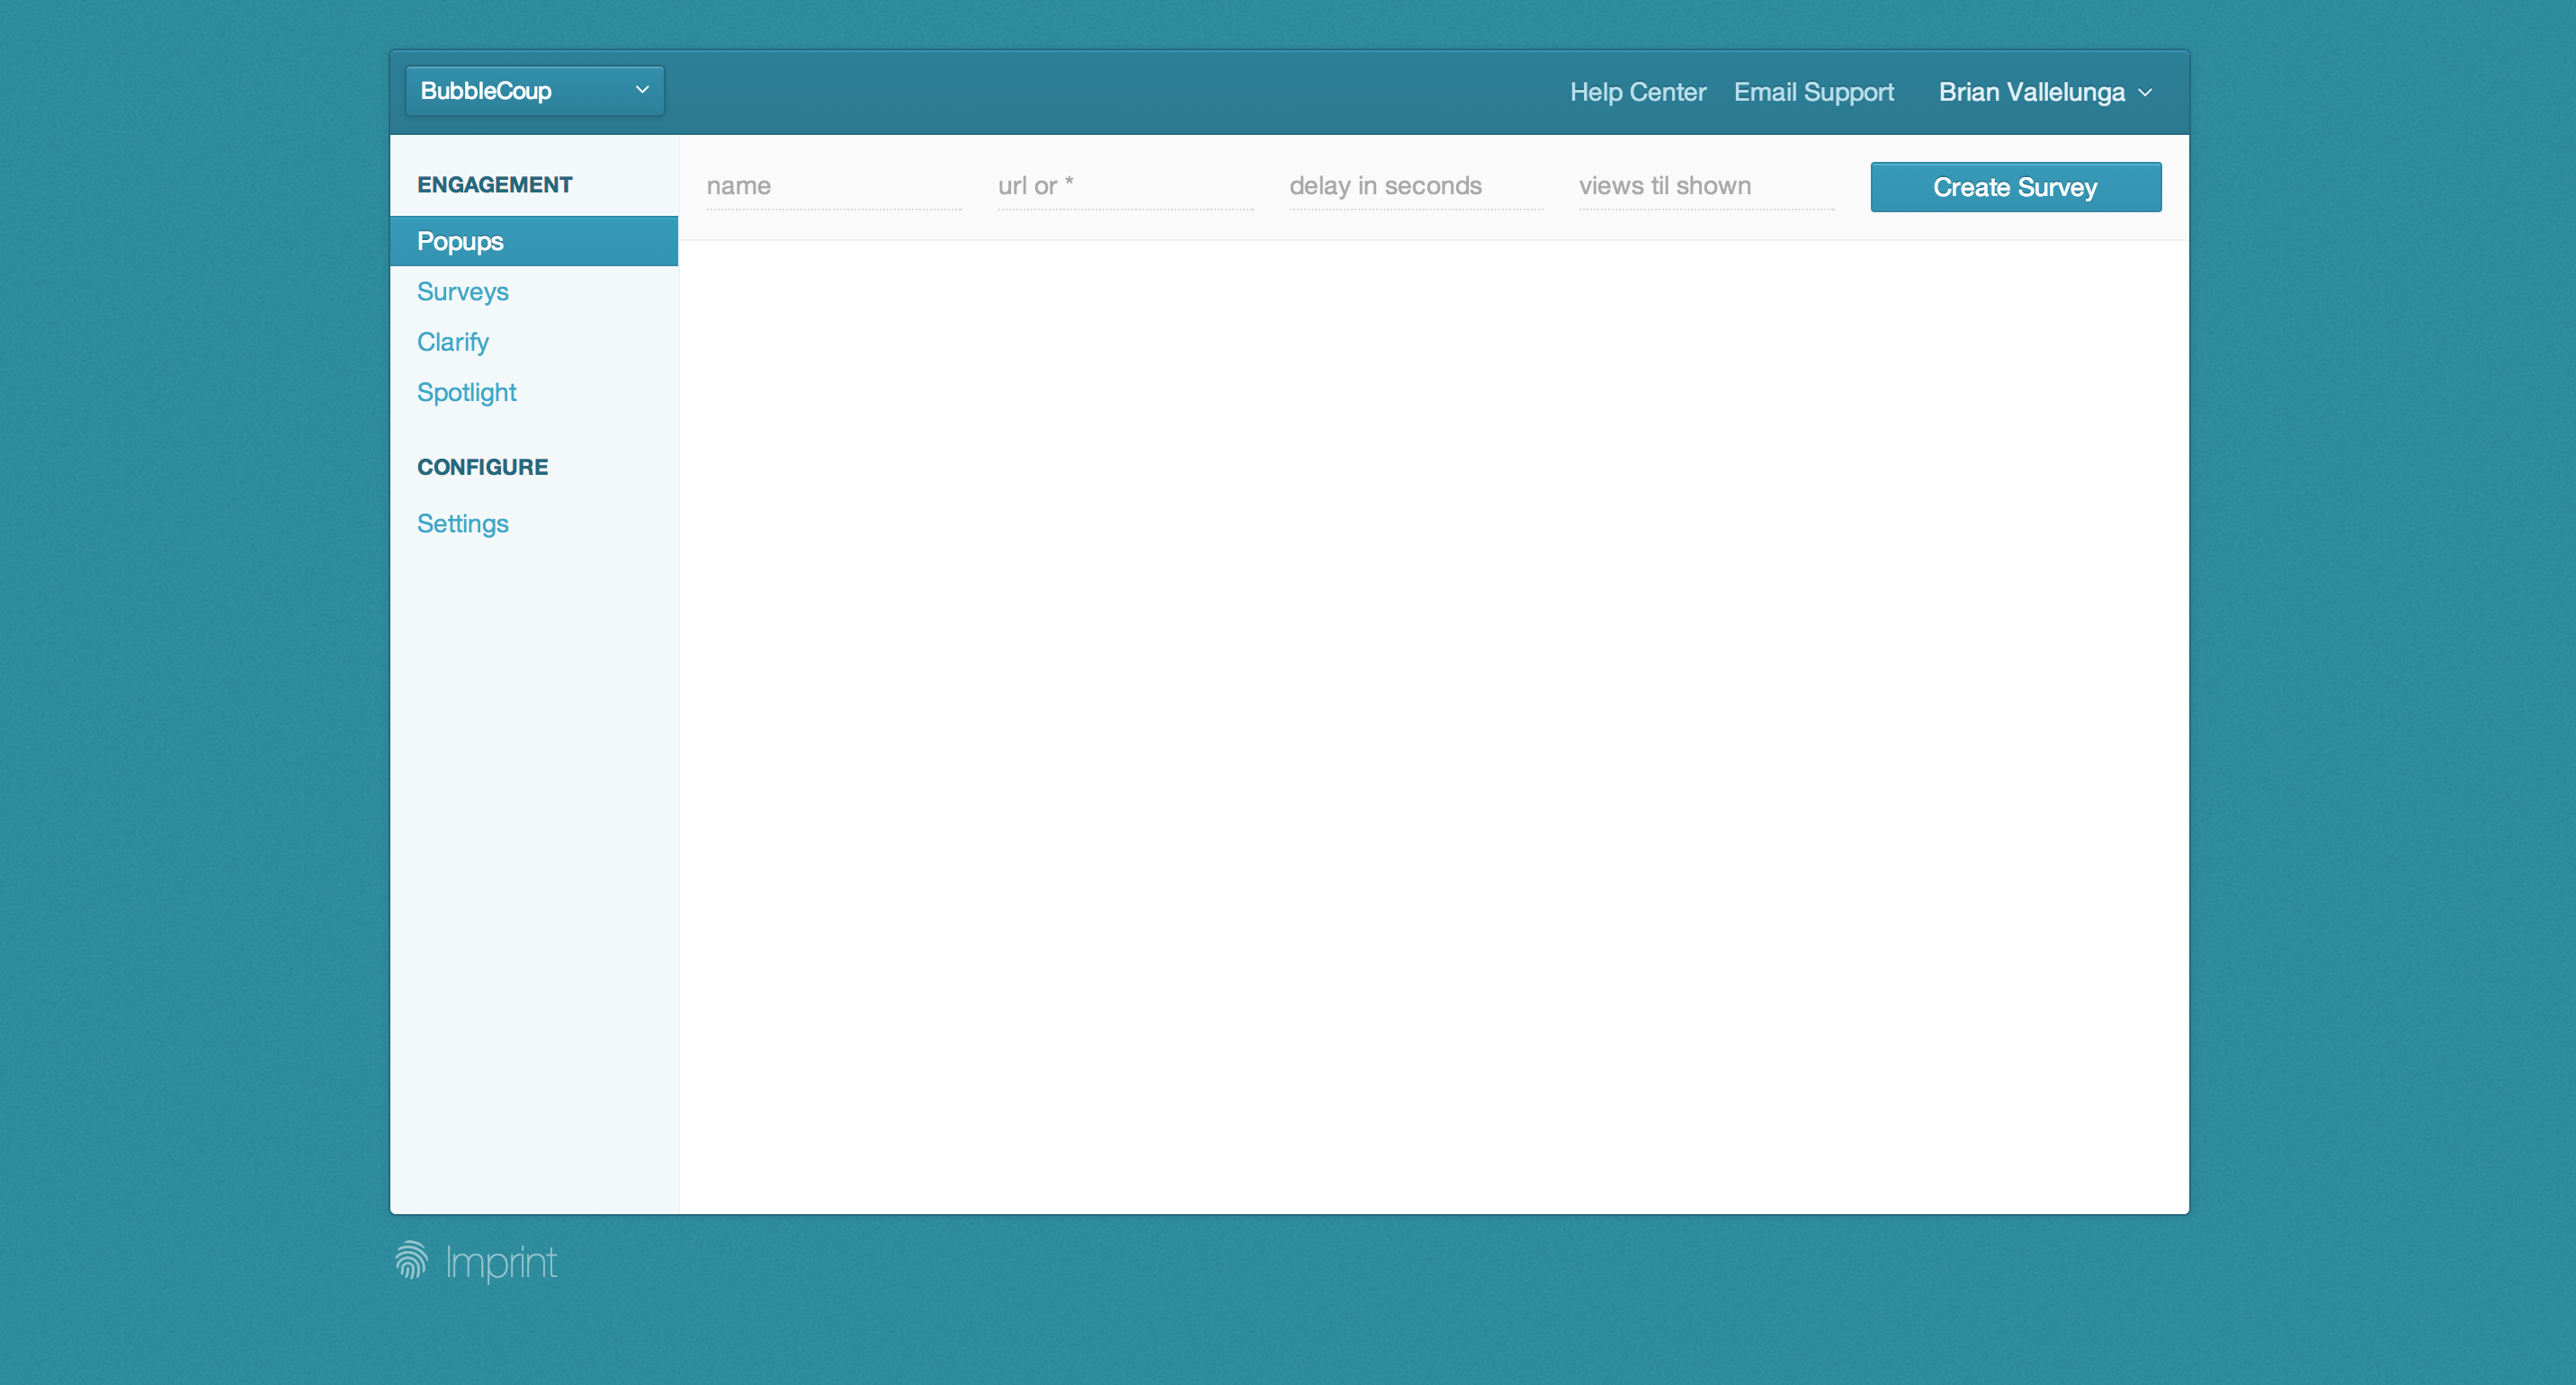 BubbleCoup
Help Center Email Support Brian Vallelunga
ENGAGEMENT
Popups
Surveys
Clarify
Spotlight
CONFIGURE
Settings
name url or * delay in seconds views til shown Create Survey
Imprint